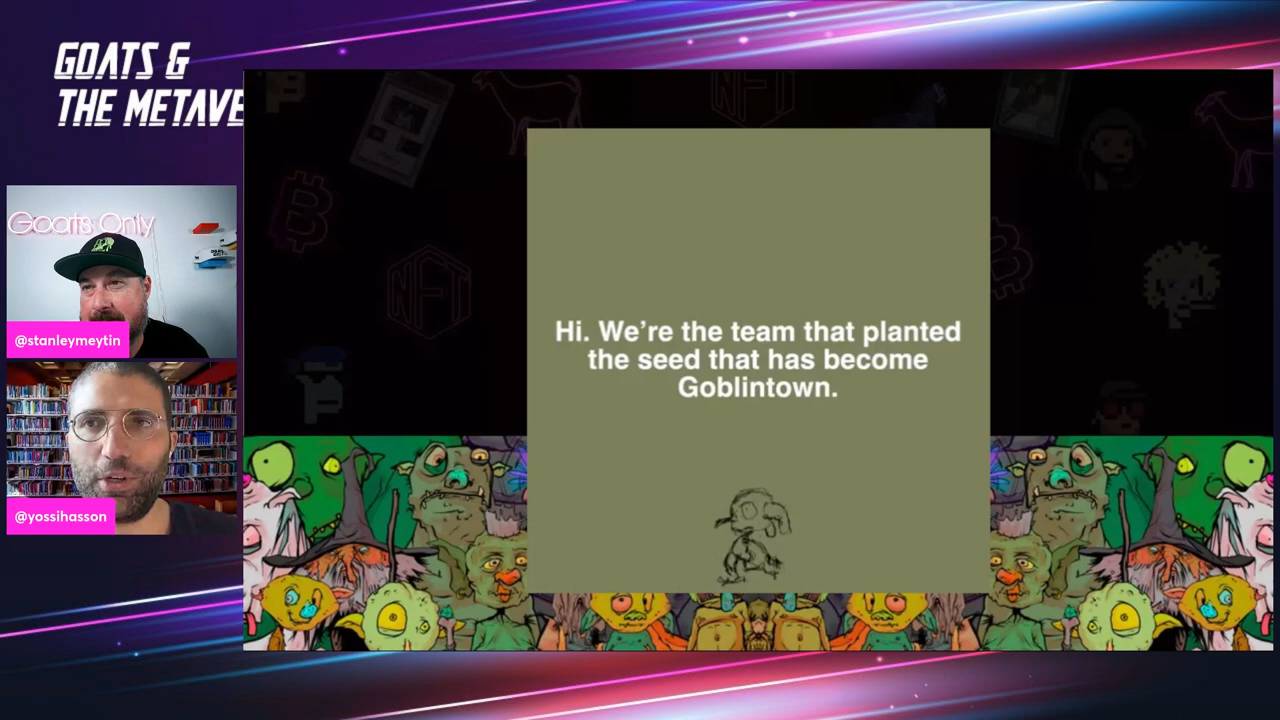 GOATS &
THE METAVE
Goats Only
@stanleymeytin
@yossihasson
NFT
Hi. We’re the team that planted
the seed that has become
Goblintown.